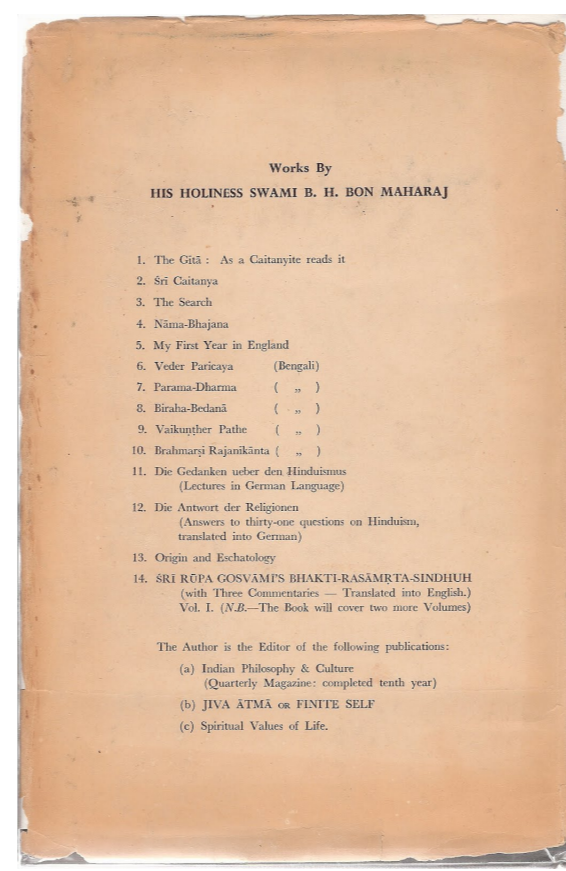 Works By
HIS HOLINESS SWAMI B. H. BON MAHARAJ
1. The Gītā : As a Caitanyite reads it
2. Śrī Caitanya
3. The Search
4. Nāma-Bhajana
5. My First Year in England
6. Veder Paricaya (Bengali)
7. Parama-Dharma ( „ )
8. Biraha-Bedanā ( „ )
9. Vaikuṇṭher Pathe ( „ )
10. Brahmarṣi Rajanīkānta ( „ )
11. Die Gedanken ueber den Hinduismus
(Lectures in German Language)
12. Die Antwort der Religionen
(Answers to thirty-one questions on Hinduism,
translated into German)
13. Origin and Eschatology
14. ŚRĪ RŪPA GOSVĀMĪ'S BHAKTI-RASĀMṚTA-SINDHUH
(with Three Commentaries — Translated into English.)
Vol. I. (N.B.—The Book will cover two more Volumes)
The Author is the Editor of the following publications:
(a) Indian Philosophy & Culture
(Quarterly Magazine: completed tenth year)
(b) JIVA ĀTMĀ OR FINITE SELF
(c) Spiritual Values of Life.